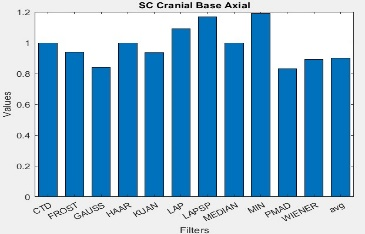 SC Cranial Base Axial
1.2
1
0.8
0.6
0.4
0.2
0
Values
CTD FROST GAUSS HAAR KUAN LAP LAPSP MEDIAN MIN PMAD WIENER avg
Filters